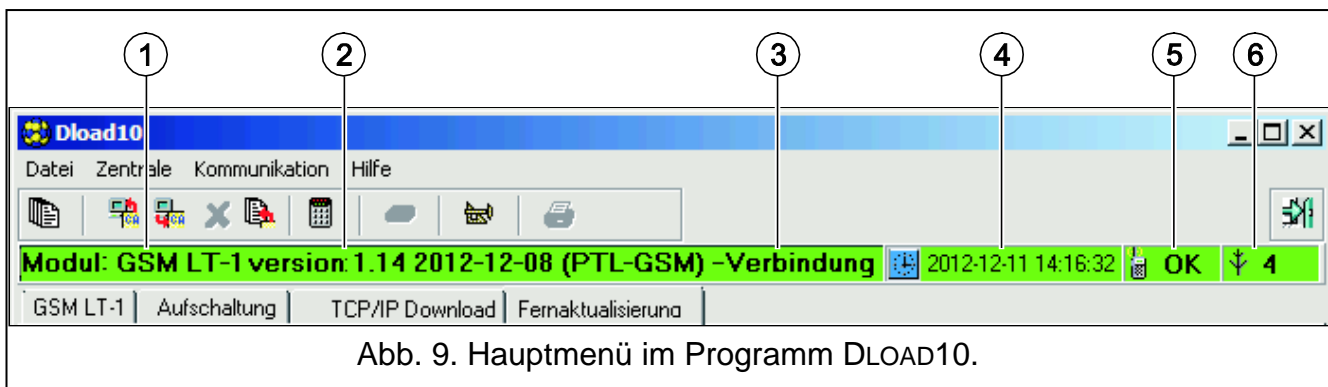 1 2 3 4 5 6
Dload10
Datei Zentrale Kommunikation Hilfe
CA CA
Modul: GSM LT-1 version: 1.14 2012-12-08 (PTL-GSM) -Verbindung 2012-12-11 14:16:32 OK 4
GSM LT-1 Aufschaltung TCP/IP Download Fernaktualisierung
Abb. 9. Hauptmenü im Programm DLOAD10.